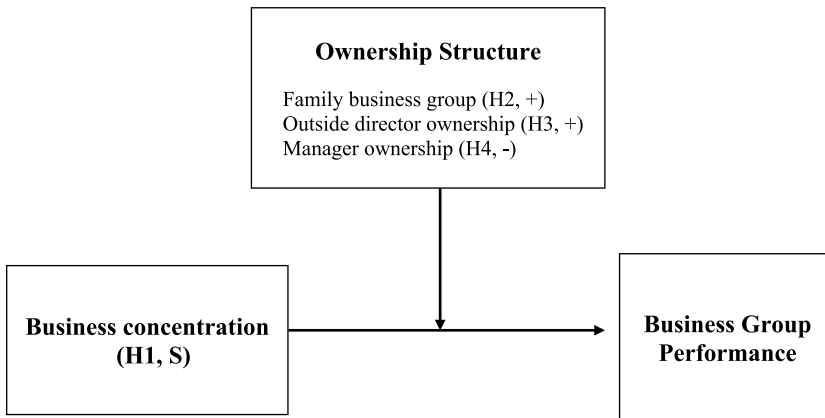 Ownership Structure
Family business group (H2, +)
Outside director ownership (H3, +)
Manager ownership (H4, -)
Business concentration
(H1, S)
Business Group
Performance